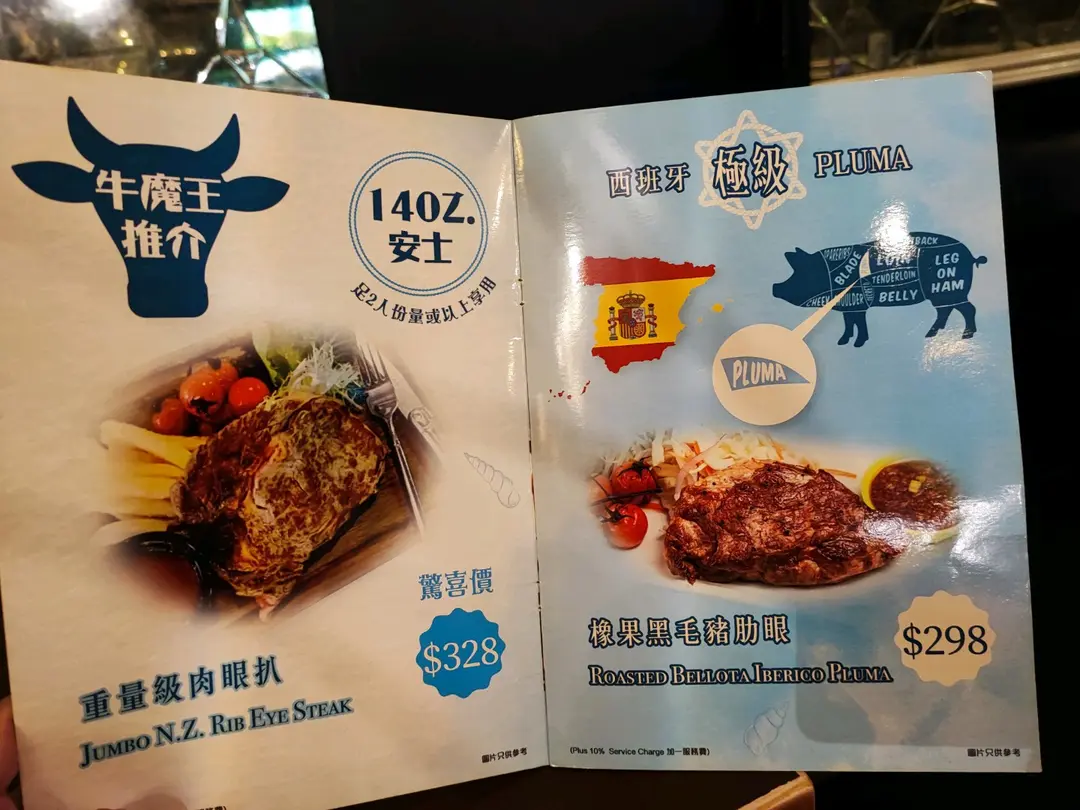 牛魔王
推介
14OZ.
安士
足2人份量或以上享用
驚喜價
$328
重量級肉眼扒
JUMBO N.Z. RIB EYE STEAK
圖片只供參考
西班牙 極級 PLUMA
SPARERIBS
BLADE
LOIN
TENDERLOIN
BELLY
CHEEK
LEG
ON
HAM
PLUMA
橡果黑毛豬肋眼
ROASTED BELLOTA IBERICO PLUMA
$298
(Plus 10% Service Charge 加一服務費)
圖片只供參考